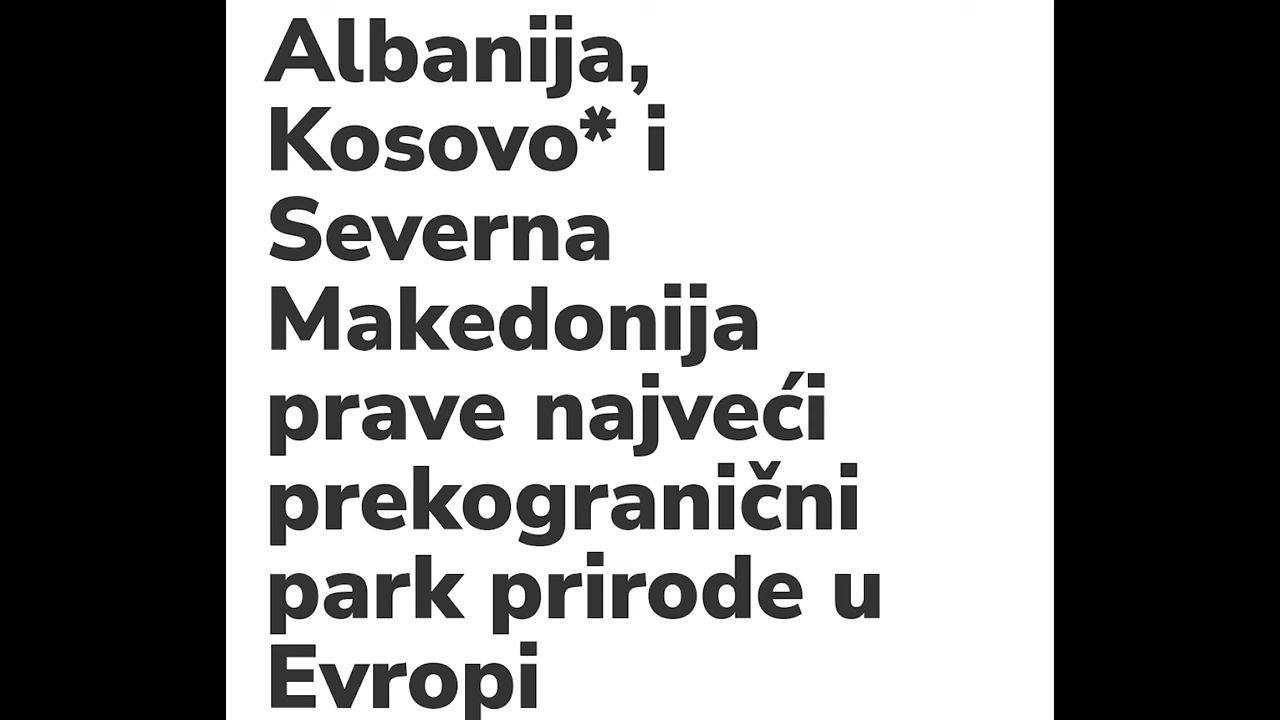 Albanija,
Kosovo* i
Severna
Makedonija
prave najveći
prekogranični
park prirode u
Evropi